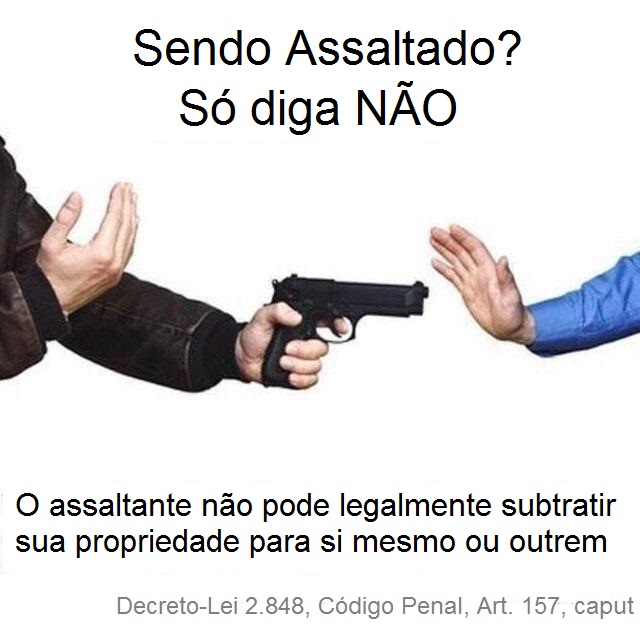 Sendo Assaltado?
Só diga NÃO
O assaltante não pode legalmente subtratir
sua propriedade para si mesmo ou outrem
Decreto-Lei 2.848, Código Penal, Art. 157, caput